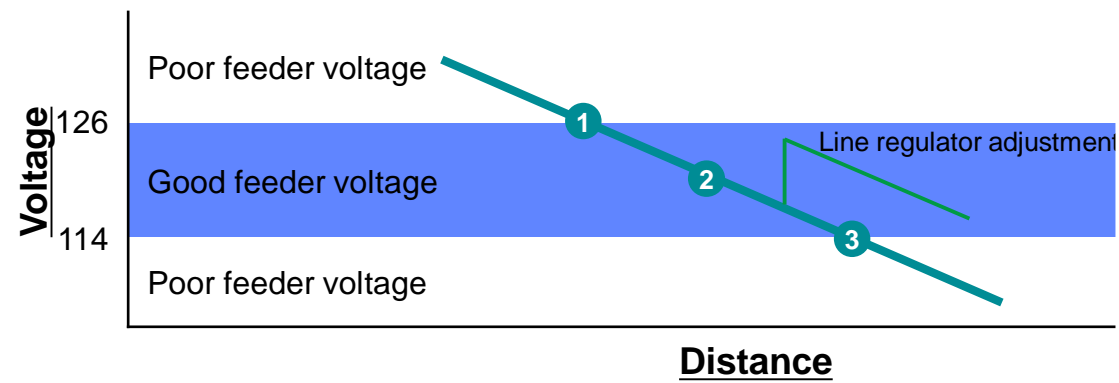 Poor feeder voltage
Voltage
126
1
Line regulator adjustment
Good feeder voltage
2
114
3
Poor feeder voltage
Distance